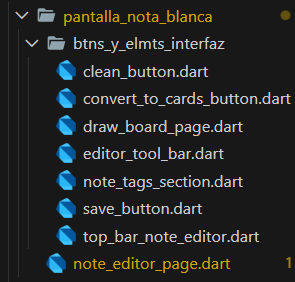 pantalla_nota_blanca
btns_y_elmts_interfaz
clean_button.dart
convert_to_cards_button.dart
draw_board_page.dart
editor_tool_bar.dart
note_tags_section.dart
save_button.dart
top_bar_note_editor.dart
note_editor_page.dart 1